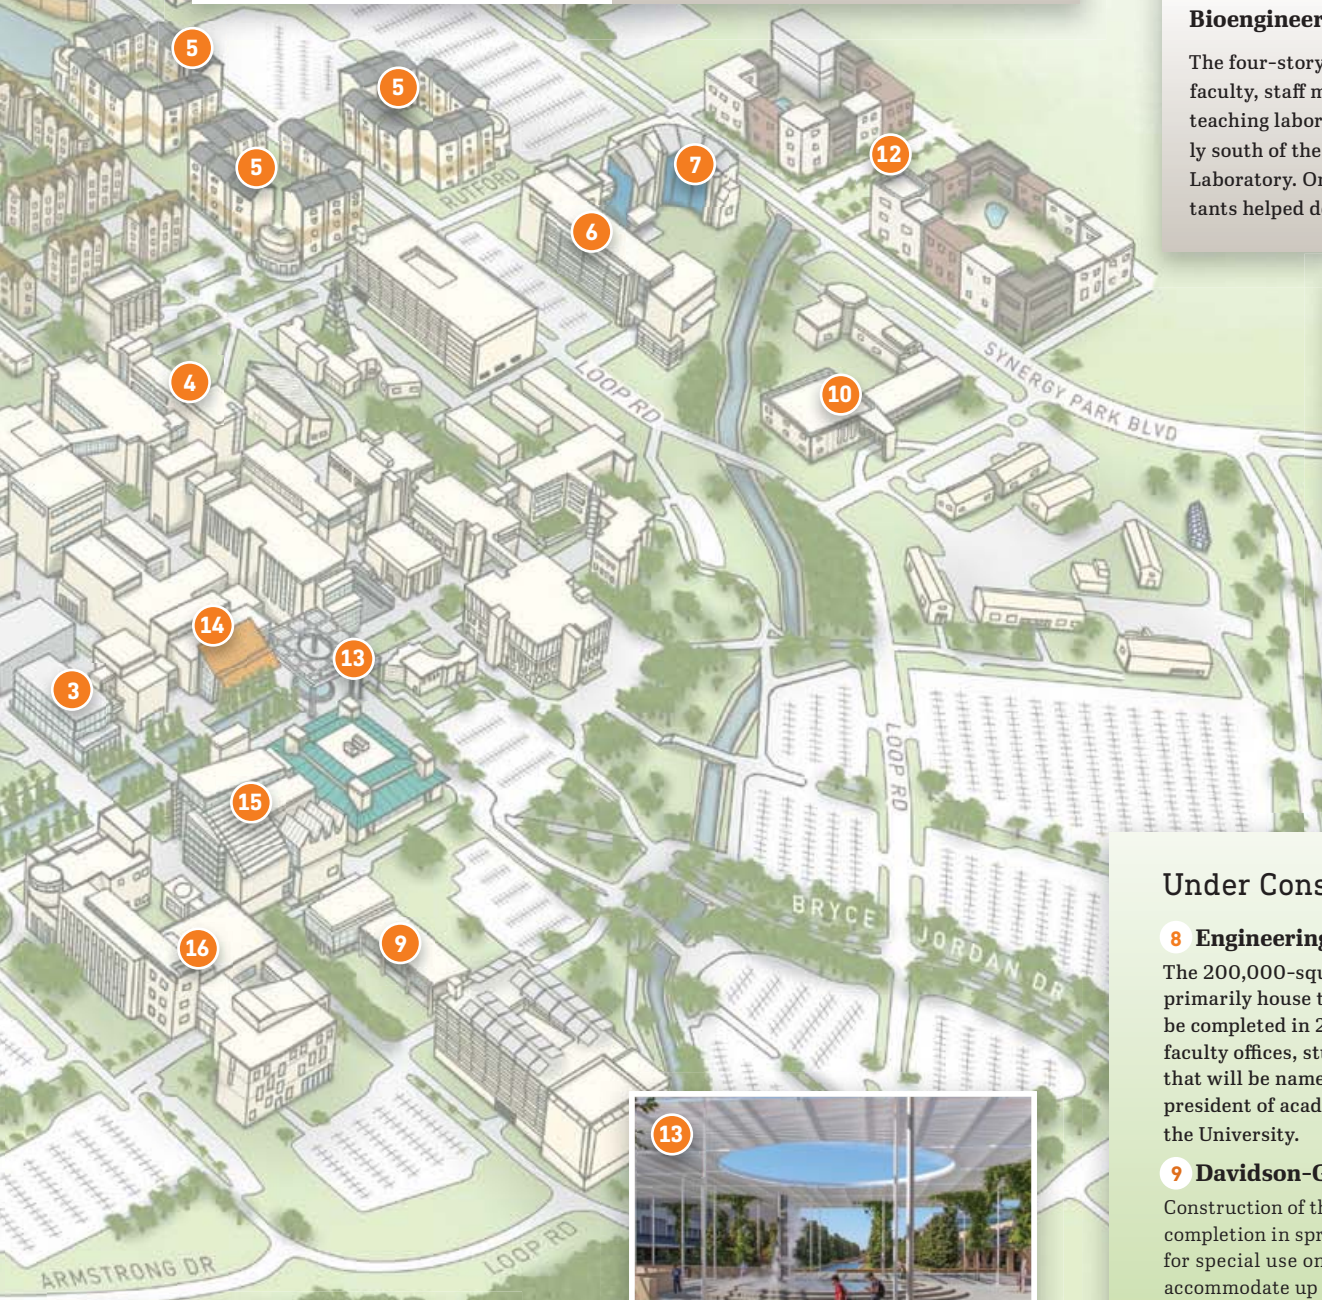 Bioengineer
The four-story
faculty, staff m
teaching labor
ly south of the
Laboratory. Or
tants helped d
5
5
5
7
12
RUTFORD
6
4
LOOP RD
10
SYNERGY PARK BLVD
14
13
3
15
LOOP RD
16
9
BRYCE JORDAN DR
ARMSTRONG DR
LOOP RD
13
Under Cons
8 Engineering
The 200,000-squ
primarily house t
be completed in 2
faculty offices, stu
that will be name
president of acad
the University.
9 Davidson-G
Construction of th
completion in spr
for special use on
accommodate up